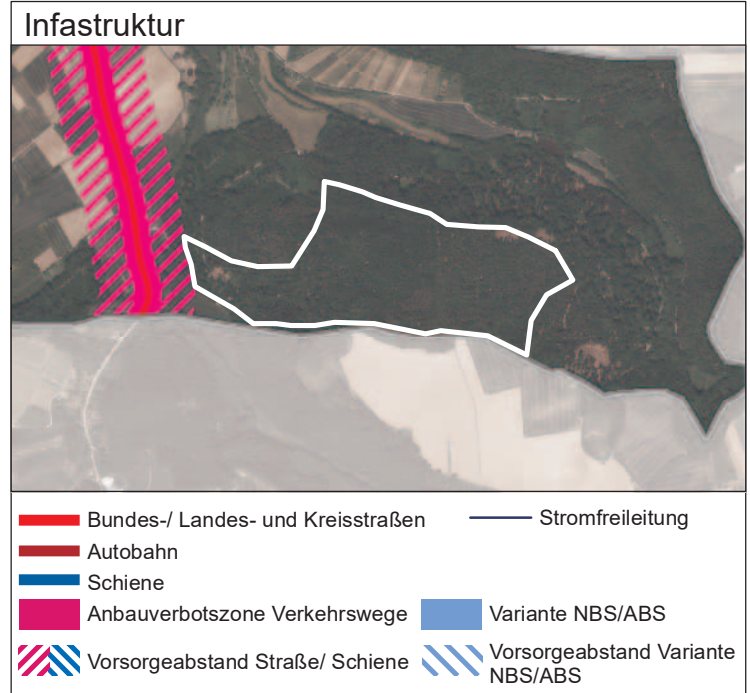 Infastruktur
Bundes-/ Landes- und Kreisstraßen
Stromfreileitung
Autobahn
Schiene
Anbauverbotszone Verkehrswege
Variante NBS/ABS
Vorsorgeabstand Straße/ Schiene
Vorsorgeabstand Variante
NBS/ABS